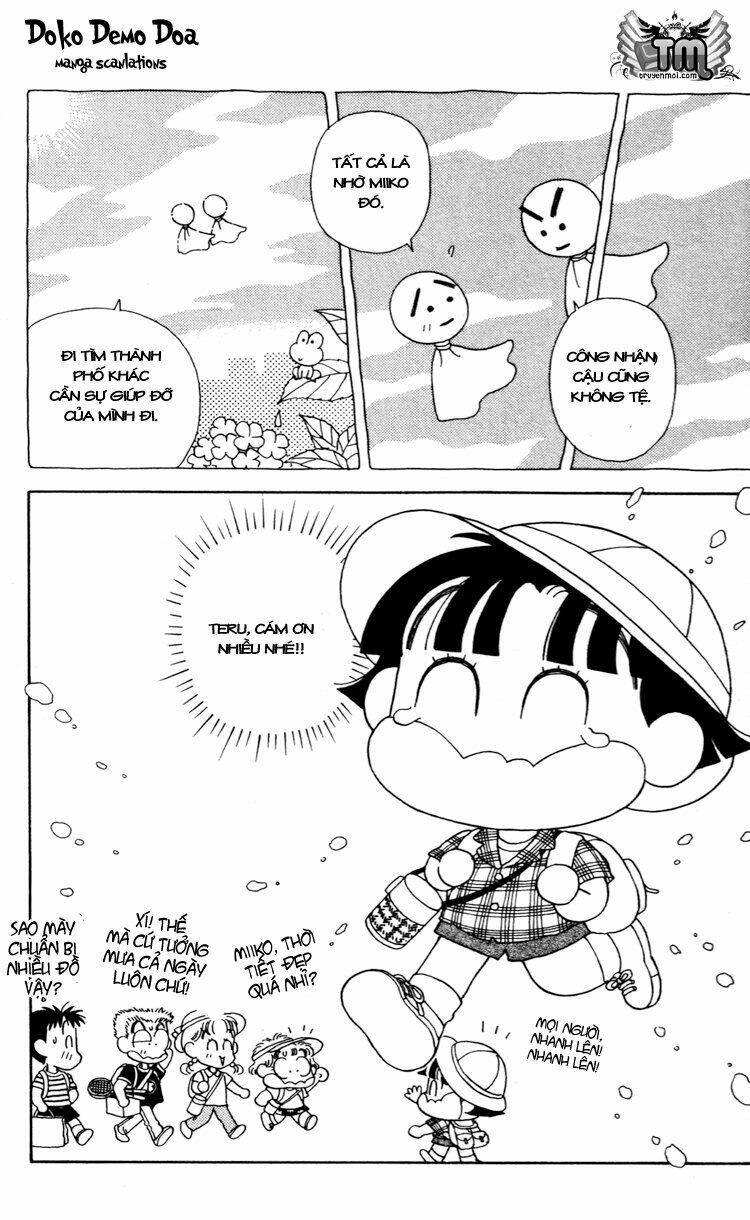 Doko Demo Doa
manga scanlations
TM
truyenmoi.com
TẤT CẢ LÀ
NHỜ MIIKO
ĐÓ.
CÔNG NHẬN,
CẬU CŨNG
KHÔNG TỆ.
ĐI TÌM THÀNH
PHỐ KHÁC
CẦN SỰ GIÚP ĐỠ
CỦA MÌNH ĐI.
TERU, CÁM ƠN
NHIỀU NHÉ!!
SAO MÀY
CHUẨN BỊ
NHIỀU ĐỒ
VẬY?
XÌ! THẾ
MÀ CỨ TƯỞNG
MƯA CẢ NGÀY
LUÔN CHỨ!
MIIKO, THỜI
TIẾT ĐẸP
QUÁ NHỈ?
MỌI NGƯỜI,
NHANH LÊN!
NHANH LÊN!